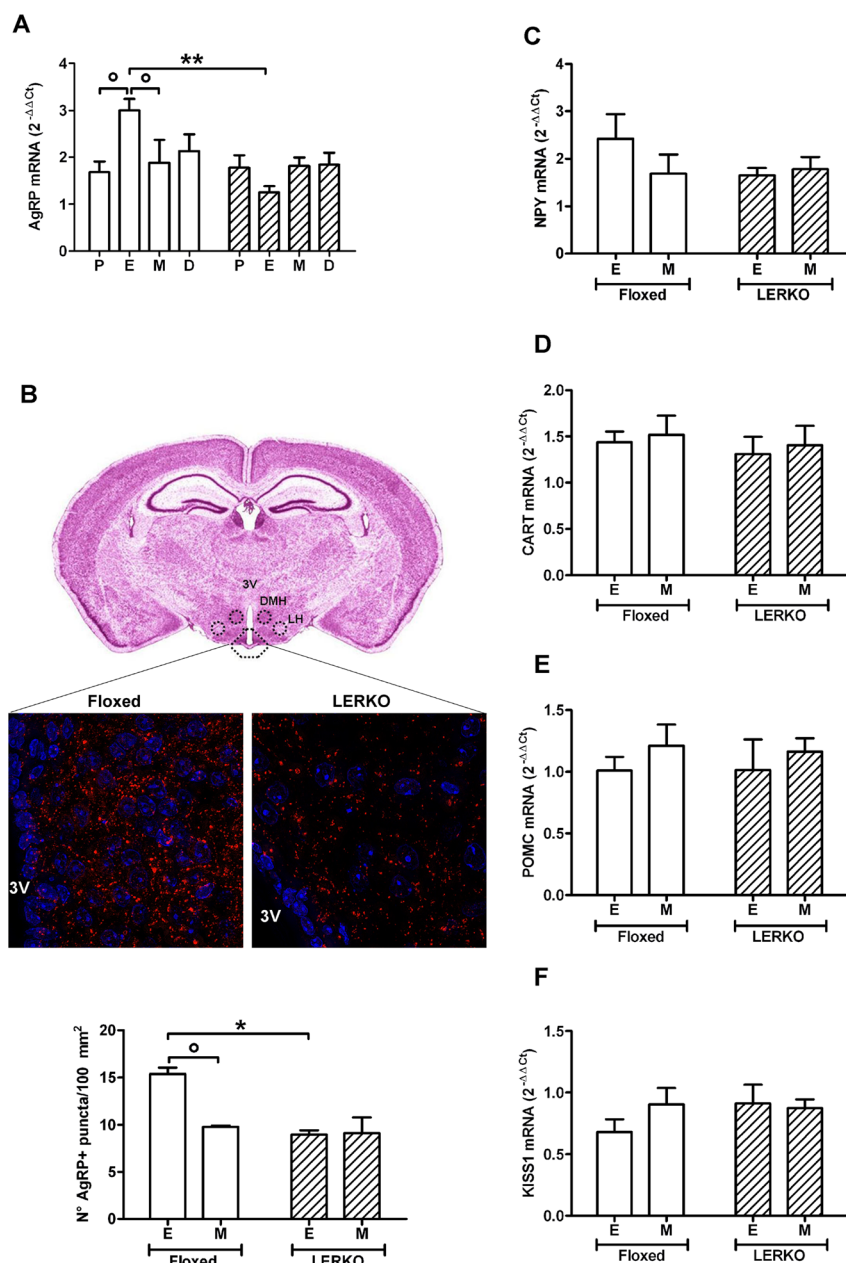 A
AgRP mRNA (2^-ΔΔCt)
4
3
2
1
0
** 
° °
P E M D P E M D
B
3V
DMH
LH
Floxed LERKO
3V
3V
N° AgRP+ puncta/100 mm²
20
15
10
5
0
*
°
E M E M
Floxed LERKO
C
NPY mRNA (2^-ΔΔCt)
4
3
2
1
0
E M E M
Floxed LERKO
D
CART mRNA (2^-ΔΔCt)
2.0
1.5
1.0
0.5
0.0
E M E M
Floxed LERKO
E
POMC mRNA (2^-ΔΔCt)
1.5
1.0
0.5
0.0
E M E M
Floxed LERKO
F
KISS1 mRNA (2^-ΔΔCt)
1.5
1.0
0.5
0.0
E M E M
Floxed LERKO